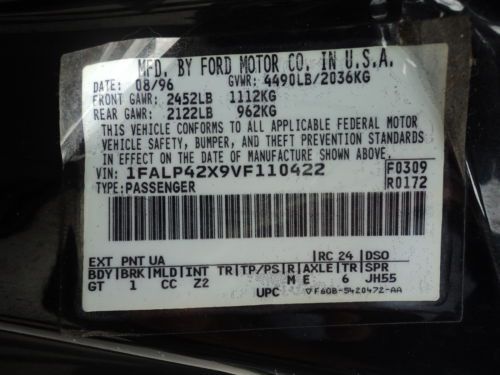 MFD. BY FORD MOTOR CO. IN U.S.A.
DATE: 08/96 GVWR: 4490LB/2036KG
FRONT GAWR: 2452LB 1112KG
REAR GAWR: 2122LB 962KG
THIS VEHICLE CONFORMS TO ALL APPLICABLE FEDERAL MOTOR
VEHICLE SAFETY, BUMPER, AND THEFT PREVENTION STANDARDS
IN EFFECT ON THE DATE OF MANUFACTURE SHOWN ABOVE.
VIN: 1FALP42X9VF110422 F0309
TYPE: PASSENGER R0172
EXT PNT UA RC 24 DSO
BDY BRK MLD INT TR TP/PS R AXLE TR SPR
GT 1 CC Z2 M E 6 JH55
UPC ▽F6QB-5420472-AA